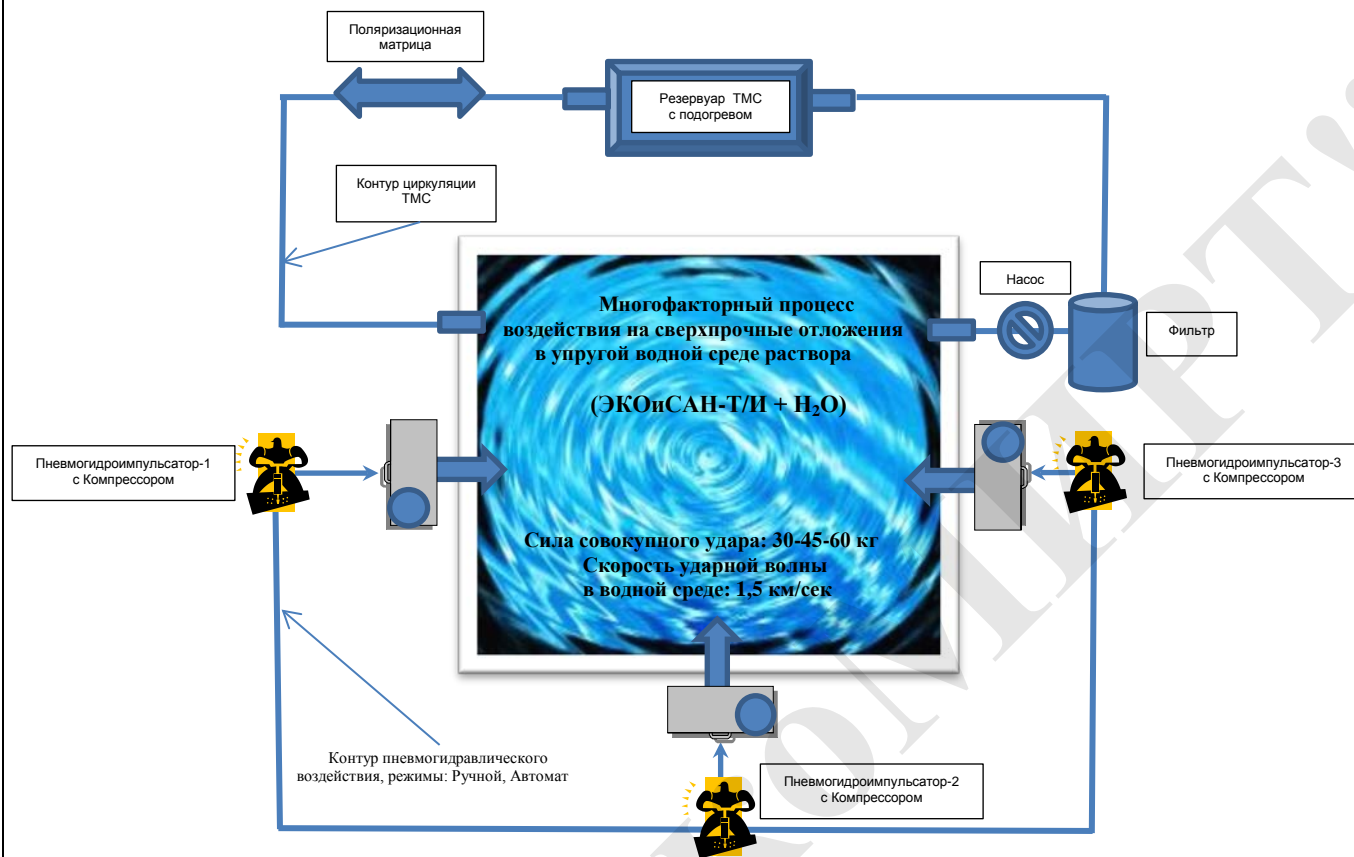 Поляризационная
матрица
Резервуар ТМС
с подогревом
Контур циркуляции
ТМС
Насос
Фильтр
Многофакторный процесс
воздействия на сверхпрочные отложения
в упругой водной среде раствора
(ЭКОиСАН-Т/И + H₂O)
Пневмогидроимпульсатор-1
с Компрессором
Пневмогидроимпульсатор-3
с Компрессором
Сила совокупного удара: 30-45-60 кг
Скорость ударной волны
в водной среде: 1,5 км/сек
Контур пневмогидравлического
воздействия, режимы: Ручной, Автомат
Пневмогидроимпульсатор-2
с Компрессором